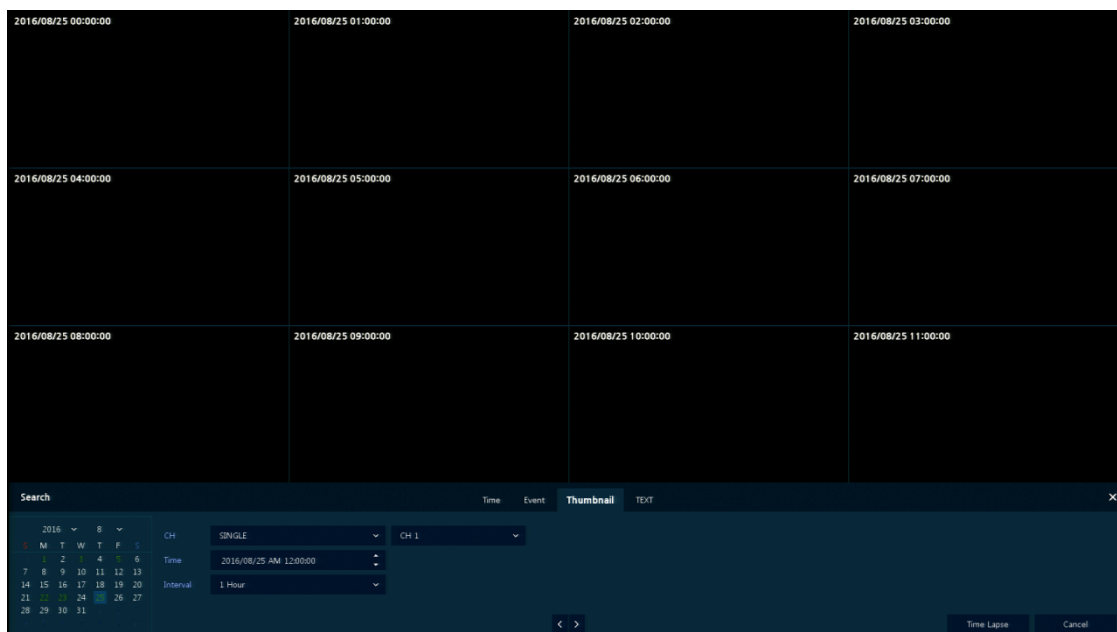 2016/08/25 00:00:00 2016/08/25 01:00:00 2016/08/25 02:00:00 2016/08/25 03:00:00
2016/08/25 04:00:00 2016/08/25 05:00:00 2016/08/25 06:00:00 2016/08/25 07:00:00
2016/08/25 08:00:00 2016/08/25 09:00:00 2016/08/25 10:00:00 2016/08/25 11:00:00
Search Time Event Thumbnail TEXT ×
2016 8
S M T W T F S
1 2 3 4 5 6
7 8 9 10 11 12 13
14 15 16 17 18 19 20
21 22 23 24 25 26 27
28 29 30 31
CH SINGLE CH 1
Time 2016/08/25 AM 12:00:00
Interval 1 Hour
< >
Time Lapse Cancel